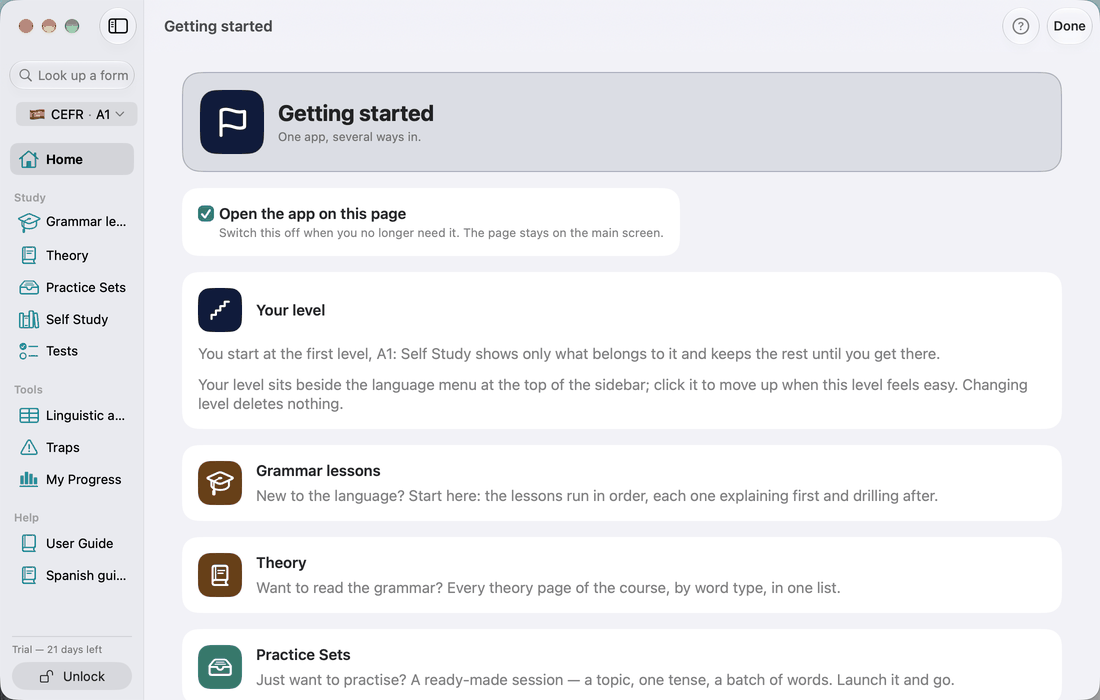 Getting started
Done
Look up a form
CEFR · A1
Home
Study
Grammar le...
Theory
Practice Sets
Self Study
Tests
Tools
Linguistic a...
Traps
My Progress
Help
User Guide
Spanish gui...
Trial — 21 days left
Unlock
Getting started
One app, several ways in.
Open the app on this page
Switch this off when you no longer need it. The page stays on the main screen.
Your level
You start at the first level, A1: Self Study shows only what belongs to it and keeps the rest until you get there.
Your level sits beside the language menu at the top of the sidebar; click it to move up when this level feels easy. Changing
level deletes nothing.
Grammar lessons
New to the language? Start here: the lessons run in order, each one explaining first and drilling after.
Theory
Want to read the grammar? Every theory page of the course, by word type, in one list.
Practice Sets
Just want to practise? A ready-made session — a topic, one tense, a batch of words. Launch it and go.